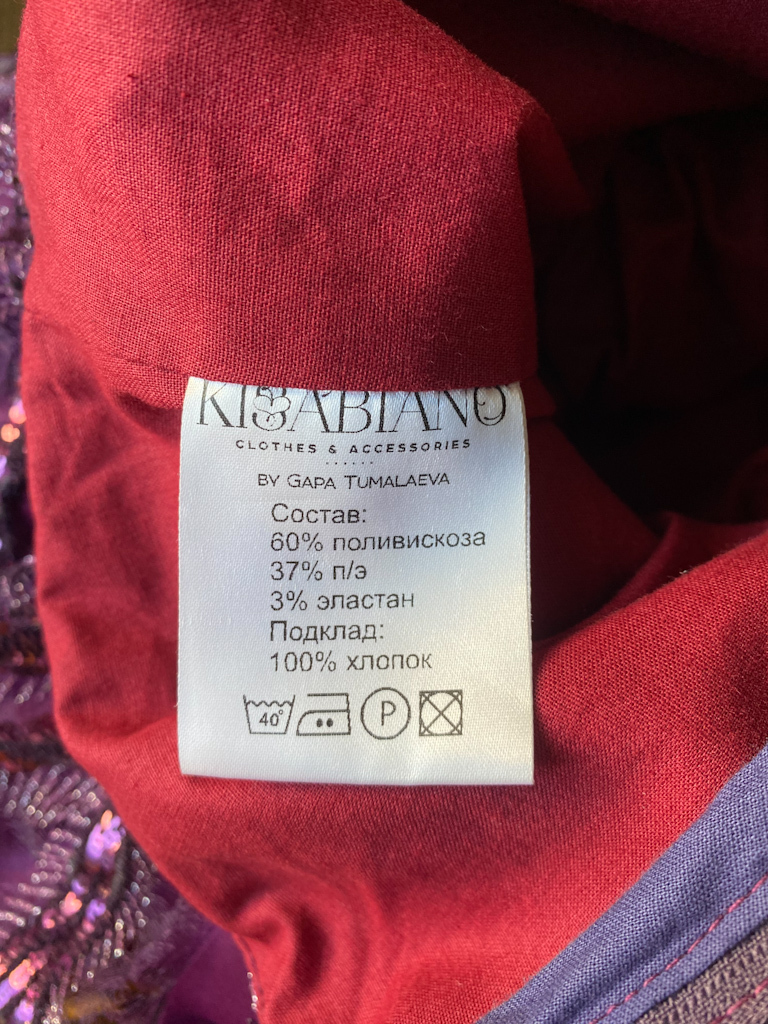 KISABIANO
CLOTHES & ACCESSORIES
BY GAPA TUMALAEVA
Состав:
60% поливискоза
37% п/э
3% эластан
Подклад:
100% хлопок
40° P